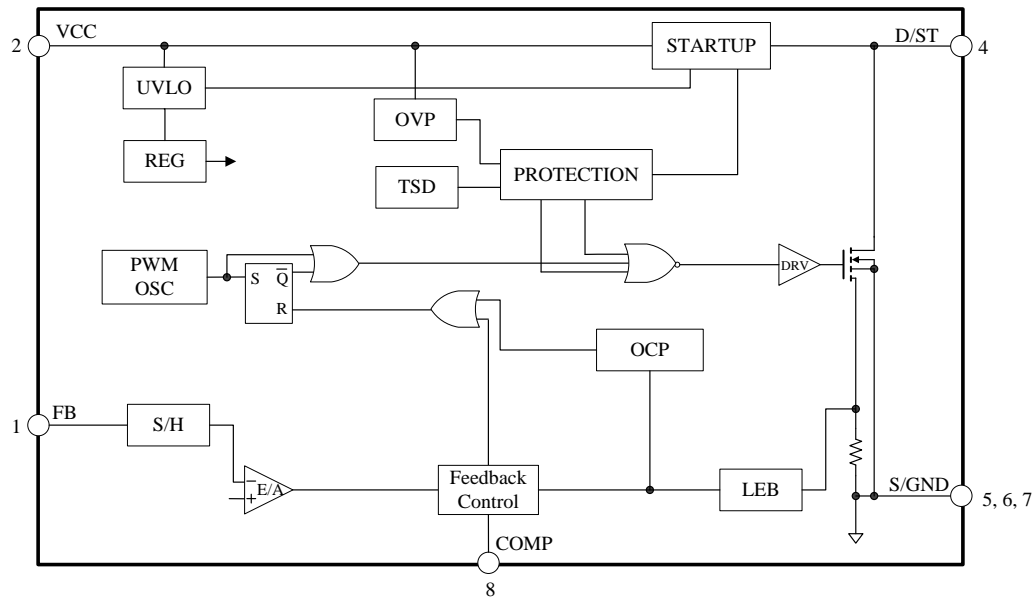 2
VCC
STARTUP
D/ST
4
UVLO
OVP
REG
TSD
PROTECTION
PWM
OSC
S
Q̅
R
DRV
OCP
1
FB
S/H
−
+
E/A
Feedback
Control
LEB
S/GND
5, 6, 7
COMP
8